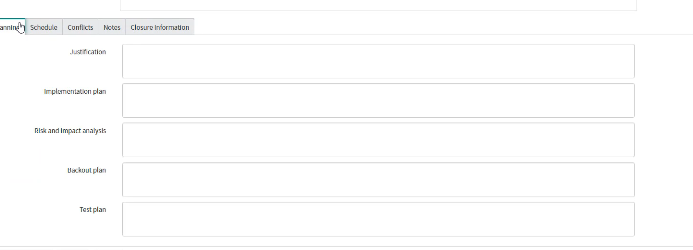 Schedule Conflicts Notes Closure Information
Justification
Implementation plan
Risk and impact analysis
Backout plan
Test plan